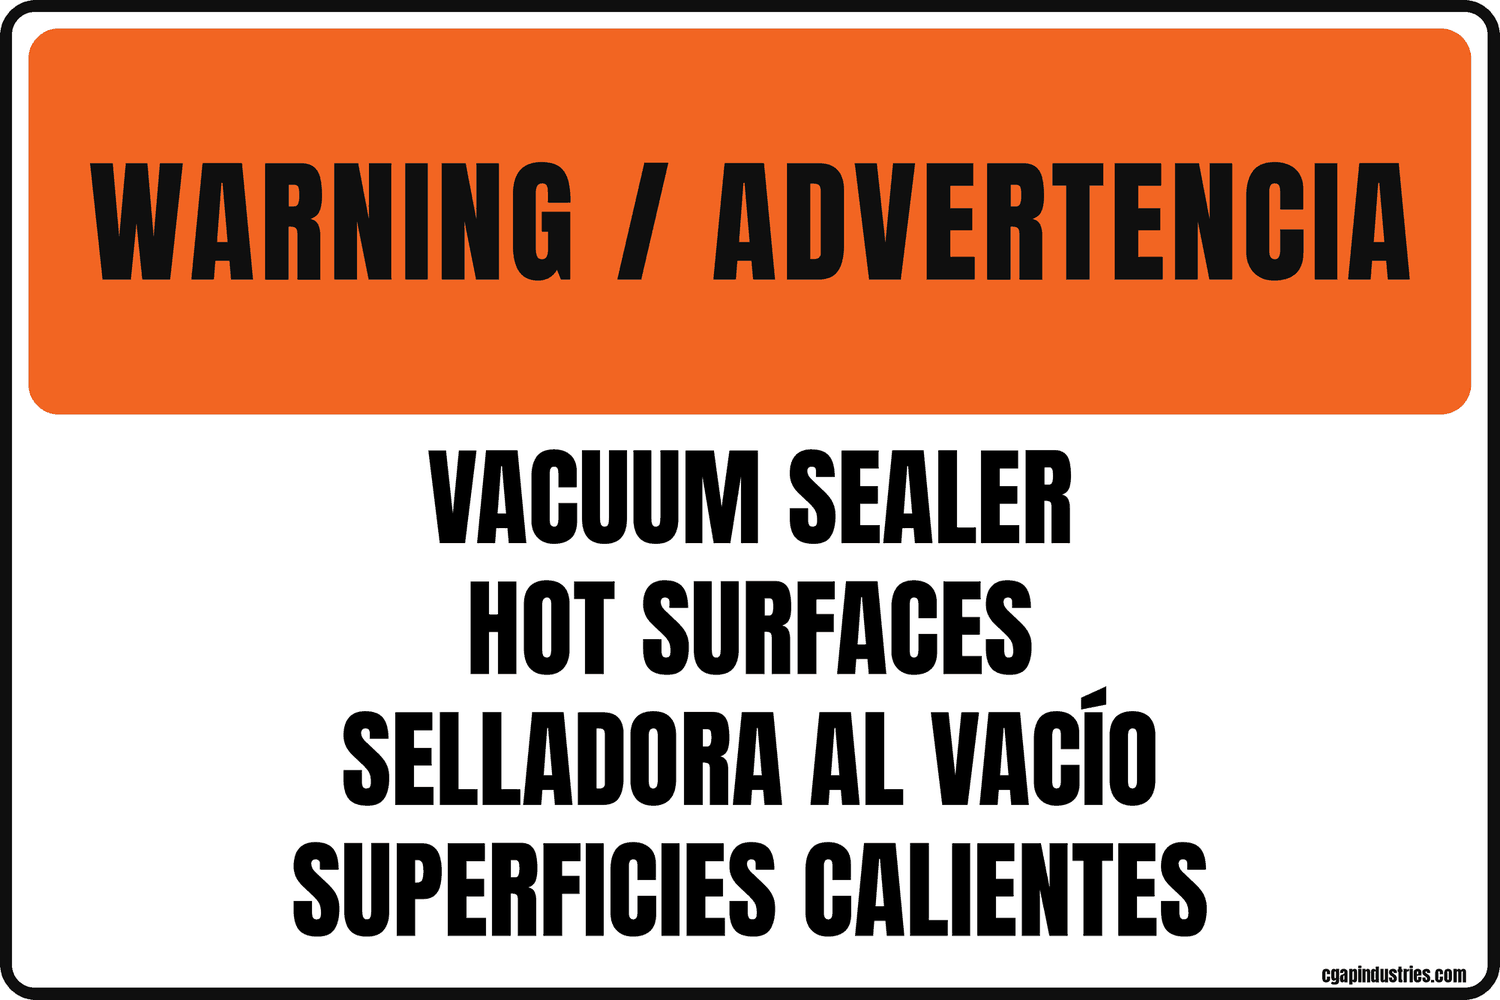 WARNING / ADVERTENCIA
VACUUM SEALER
HOT SURFACES
SELLADORA AL VACÍO
SUPERFICIES CALIENTES
cgapindustries.com